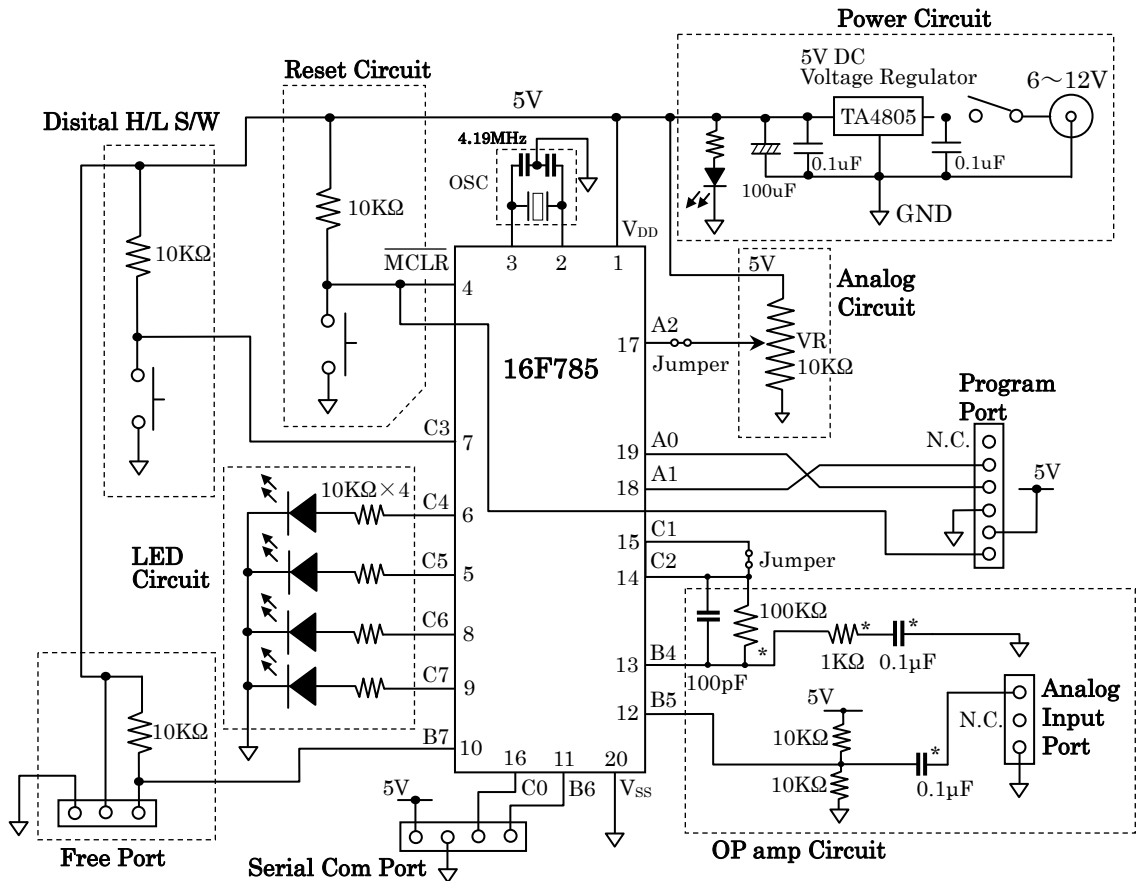 Power Circuit
5V DC
Voltage Regulator
6～12V
TA4805
0.1uF
0.1uF
100uF
GND
Reset Circuit
5V
Disital H/L S/W
4.19MHz
OSC
10KΩ
10KΩ
VDD
MCLR
3
2
1
4
5V
Analog
Circuit
A2
17
Jumper
VR
10KΩ
16F785
Program
Port
N.C.
5V
C3
7
19
A0
18
A1
10KΩ×4
C4
6
LED
Circuit
C5
5
C6
8
C7
9
15
C1
Jumper
14
C2
100KΩ
*
100pF
13
B4
*
1KΩ
*
0.1µF
12
B5
5V
10KΩ
10KΩ
*
0.1µF
N.C.
Analog
Input
Port
10KΩ
B7
10
16
11
20
C0
B6
VSS
5V
Free Port
Serial Com Port
OP amp Circuit